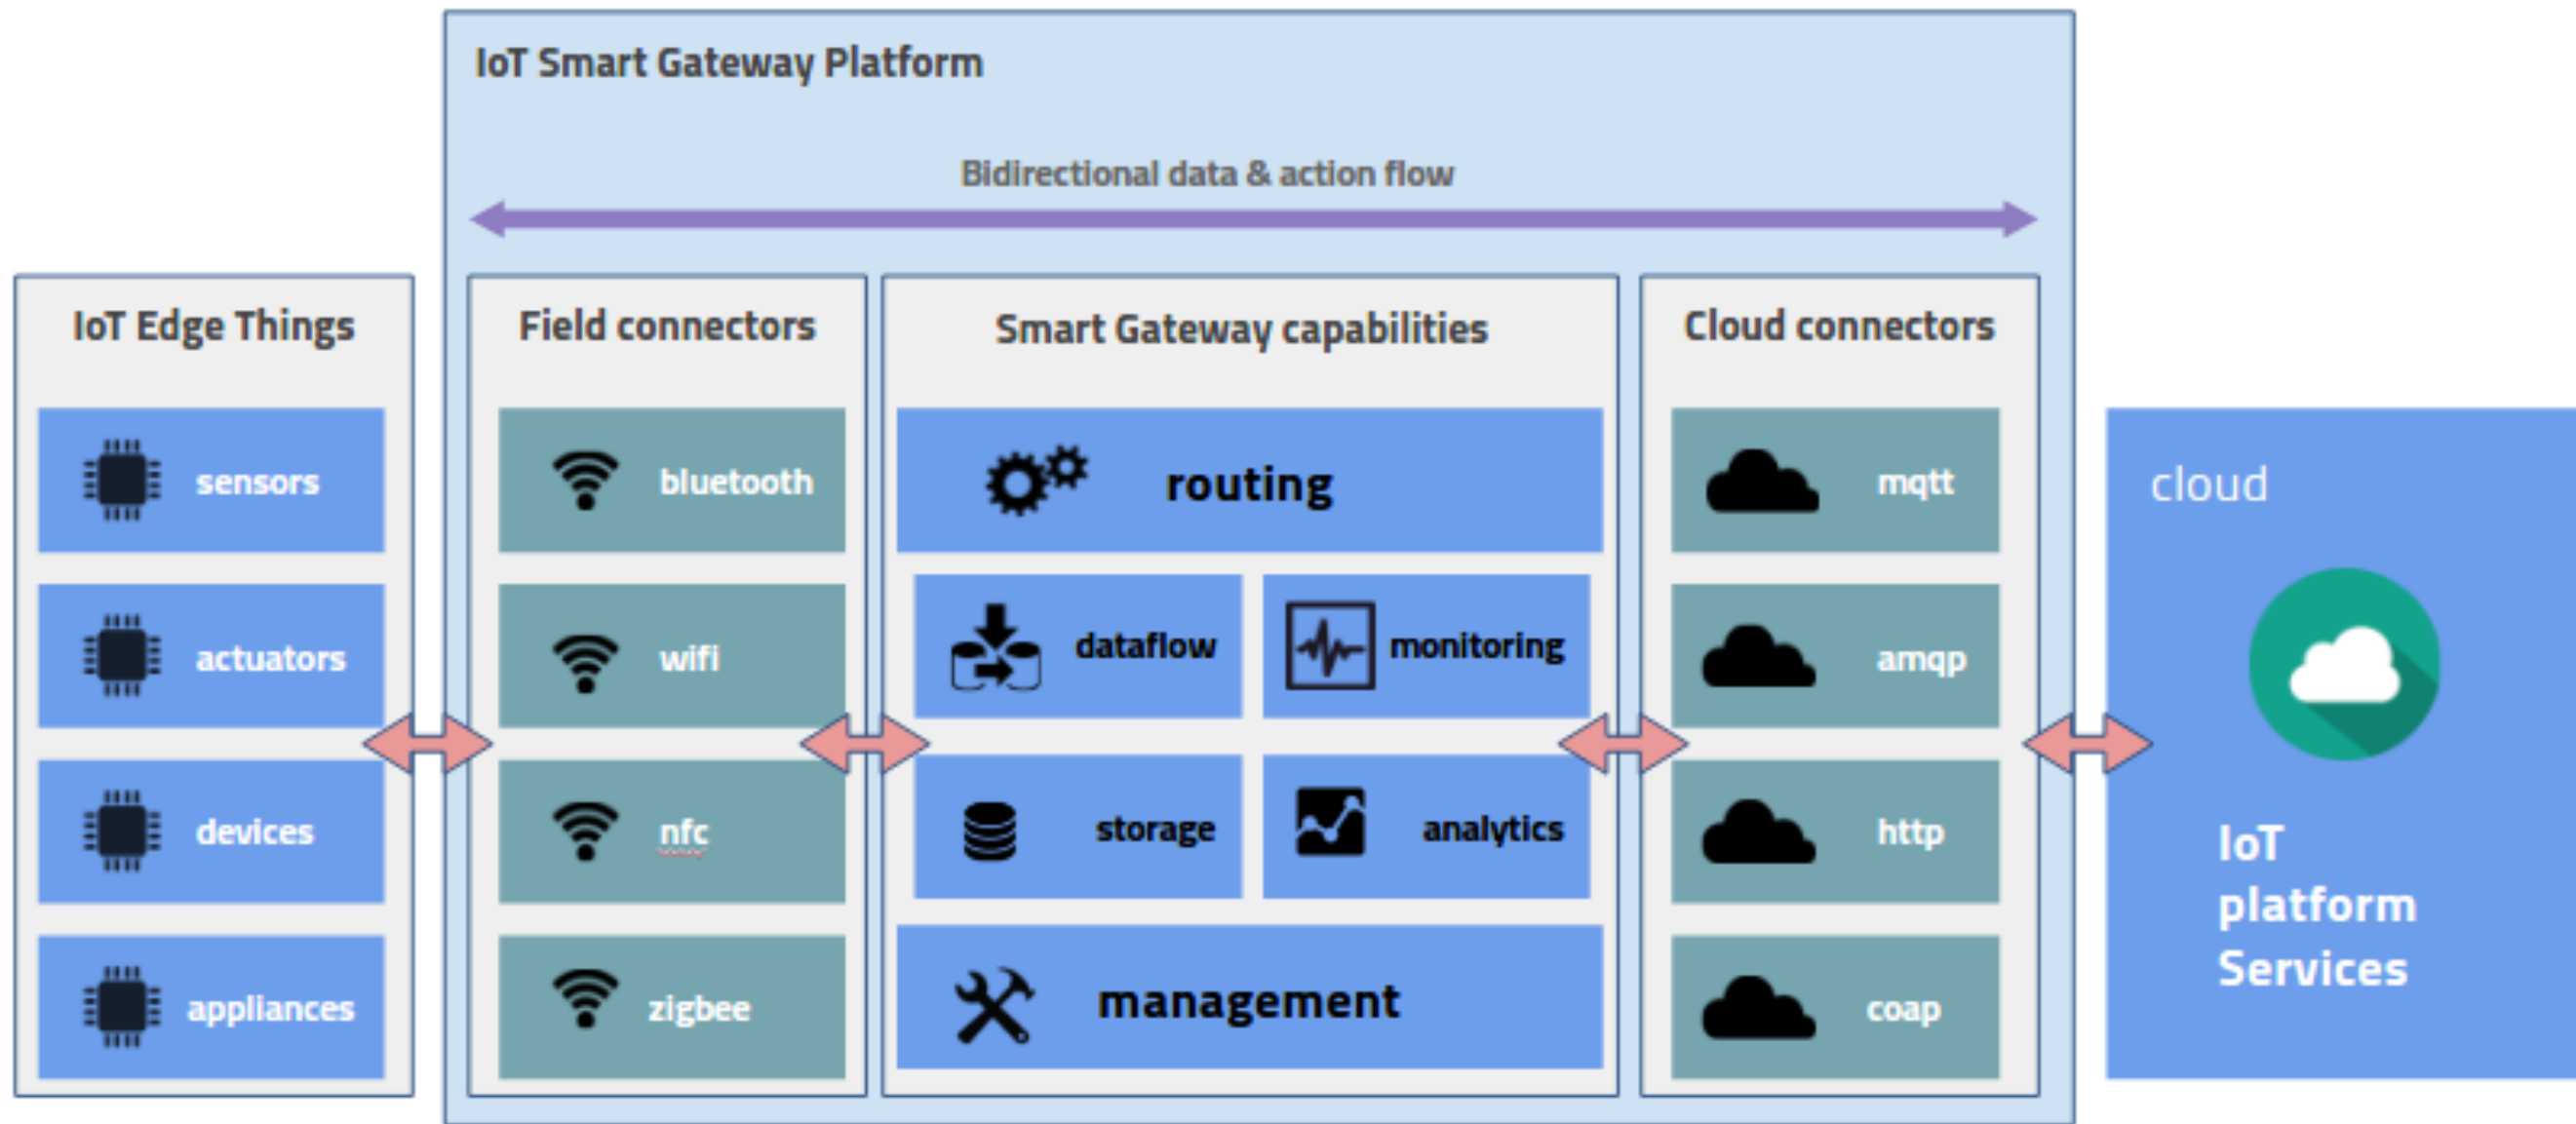 IoT Smart Gateway Platform
Bidirectional data & action flow
IoT Edge Things
sensors
actuators
devices
appliances
Field connectors
bluetooth
wifi
nfc
zigbee
Smart Gateway capabilities
routing
dataflow
monitoring
storage
analytics
management
Cloud connectors
mqtt
amqp
http
coap
cloud
IoT
platform
Services